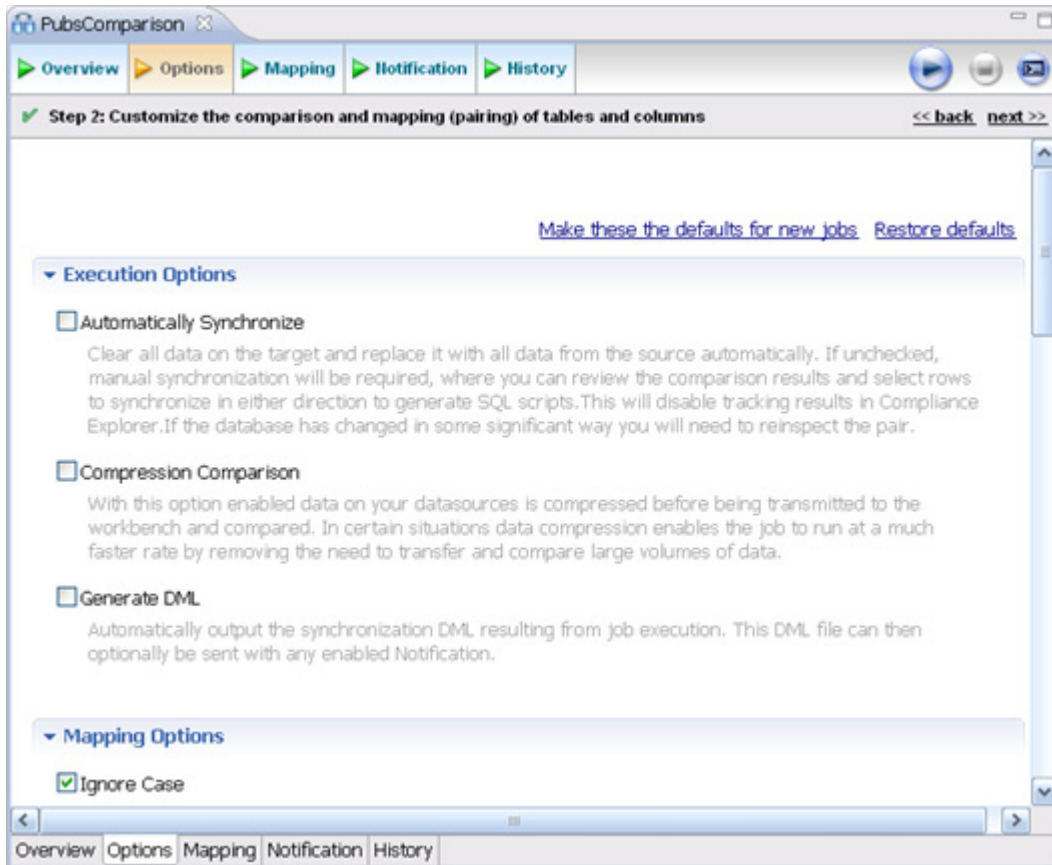 PubsComparison
Overview Options Mapping Notification History
Step 2: Customize the comparison and mapping (pairing) of tables and columns << back next >>
Make these the defaults for new jobs Restore defaults
Execution Options
Automatically Synchronize
Clear all data on the target and replace it with all data from the source automatically. If unchecked,
manual synchronization will be required, where you can review the comparison results and select rows
to synchronize in either direction to generate SQL scripts.This will disable tracking results in Compliance
Explorer.If the database has changed in some significant way you will need to reinspect the pair.
Compression Comparison
With this option enabled data on your datasources is compressed before being transmitted to the
workbench and compared. In certain situations data compression enables the job to run at a much
faster rate by removing the need to transfer and compare large volumes of data.
Generate DML
Automatically output the synchronization DML resulting from job execution. This DML file can then
optionally be sent with any enabled Notification.
Mapping Options
Ignore Case
Overview Options Mapping Notification History